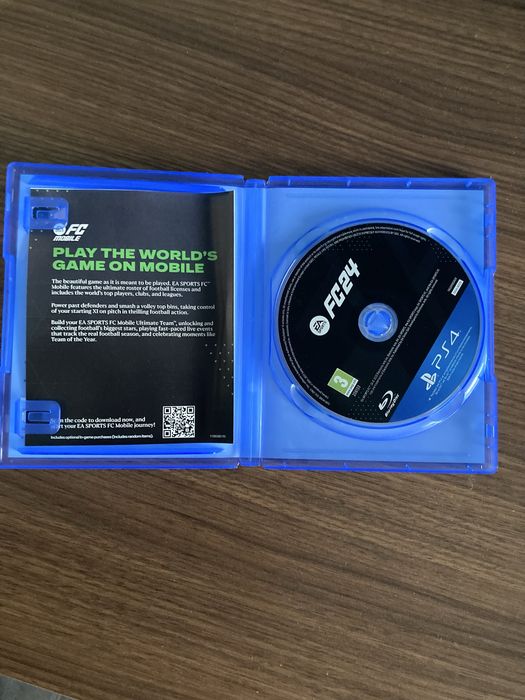 FC
MOBILE
PLAY THE WORLD'S
GAME ON MOBILE
The beautiful game as it is meant to be played. EA SPORTS FC™
Mobile features the ultimate roster of football licenses and
includes the world's top players, clubs, and leagues.
Power past defenders and smash a volley top bins, taking control
of your starting XI on pitch in thrilling football action.
Build your EA SPORTS FC Mobile Ultimate Team™, unlocking and
collecting football's biggest stars, playing fast-paced live events
that track the real football season, and celebrating moments like
Team of the Year.
the code to download now, and
your EA SPORTS FC Mobile journey!
Includes optional in-game purchases (includes random items).
FC24
3
Blu-ray Disc
PS4